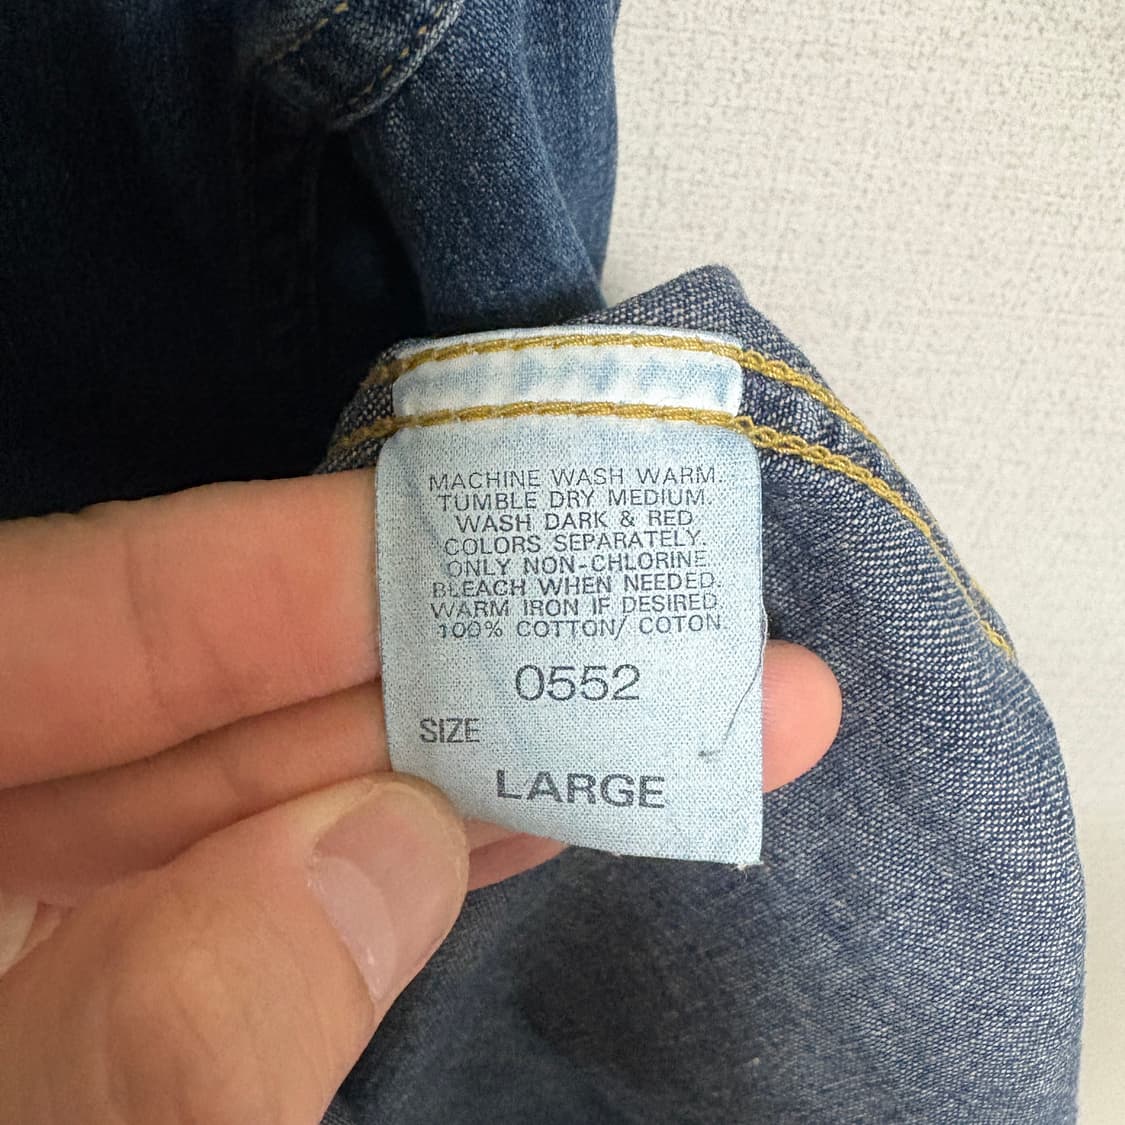 MACHINE WASH WARM.
TUMBLE DRY MEDIUM.
WASH DARK & RED
COLORS SEPARATELY.
ONLY NON-CHLORINE
BLEACH WHEN NEEDED.
WARM IRON IF DESIRED.
100% COTTON/ COTON
0552
SIZE
LARGE